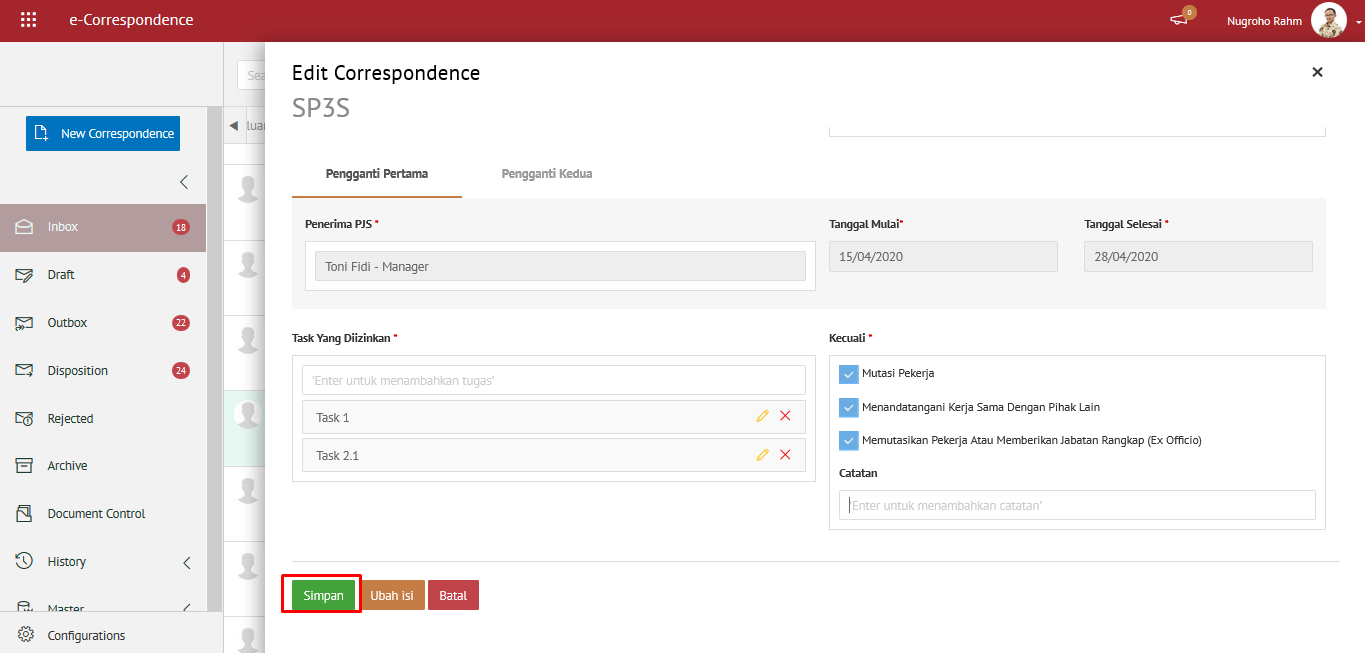 e-Correspondence
0
Nugroho Rahm
Edit Correspondence
SP3S
Sea
New Correspondence
luar
Inbox
18
Draft
4
Outbox
22
Disposition
24
Rejected
Archive
Document Control
History
Master
Configurations
Pengganti Pertama
Pengganti Kedua
Penerima PJS *
Tanggal Mulai*
Tanggal Selesai *
Toni Fidi - Manager
15/04/2020
28/04/2020
Task Yang Diizinkan *
Kecuali *
'Enter untuk menambahkan tugas'
Task 1
Task 2.1
Mutasi Pekerja
Menandatangani Kerja Sama Dengan Pihak Lain
Memutasikan Pekerja Atau Memberikan Jabatan Rangkap (Ex Officio)
Catatan
'Enter untuk menambahkan catatan'
Simpan
Ubah isi
Batal